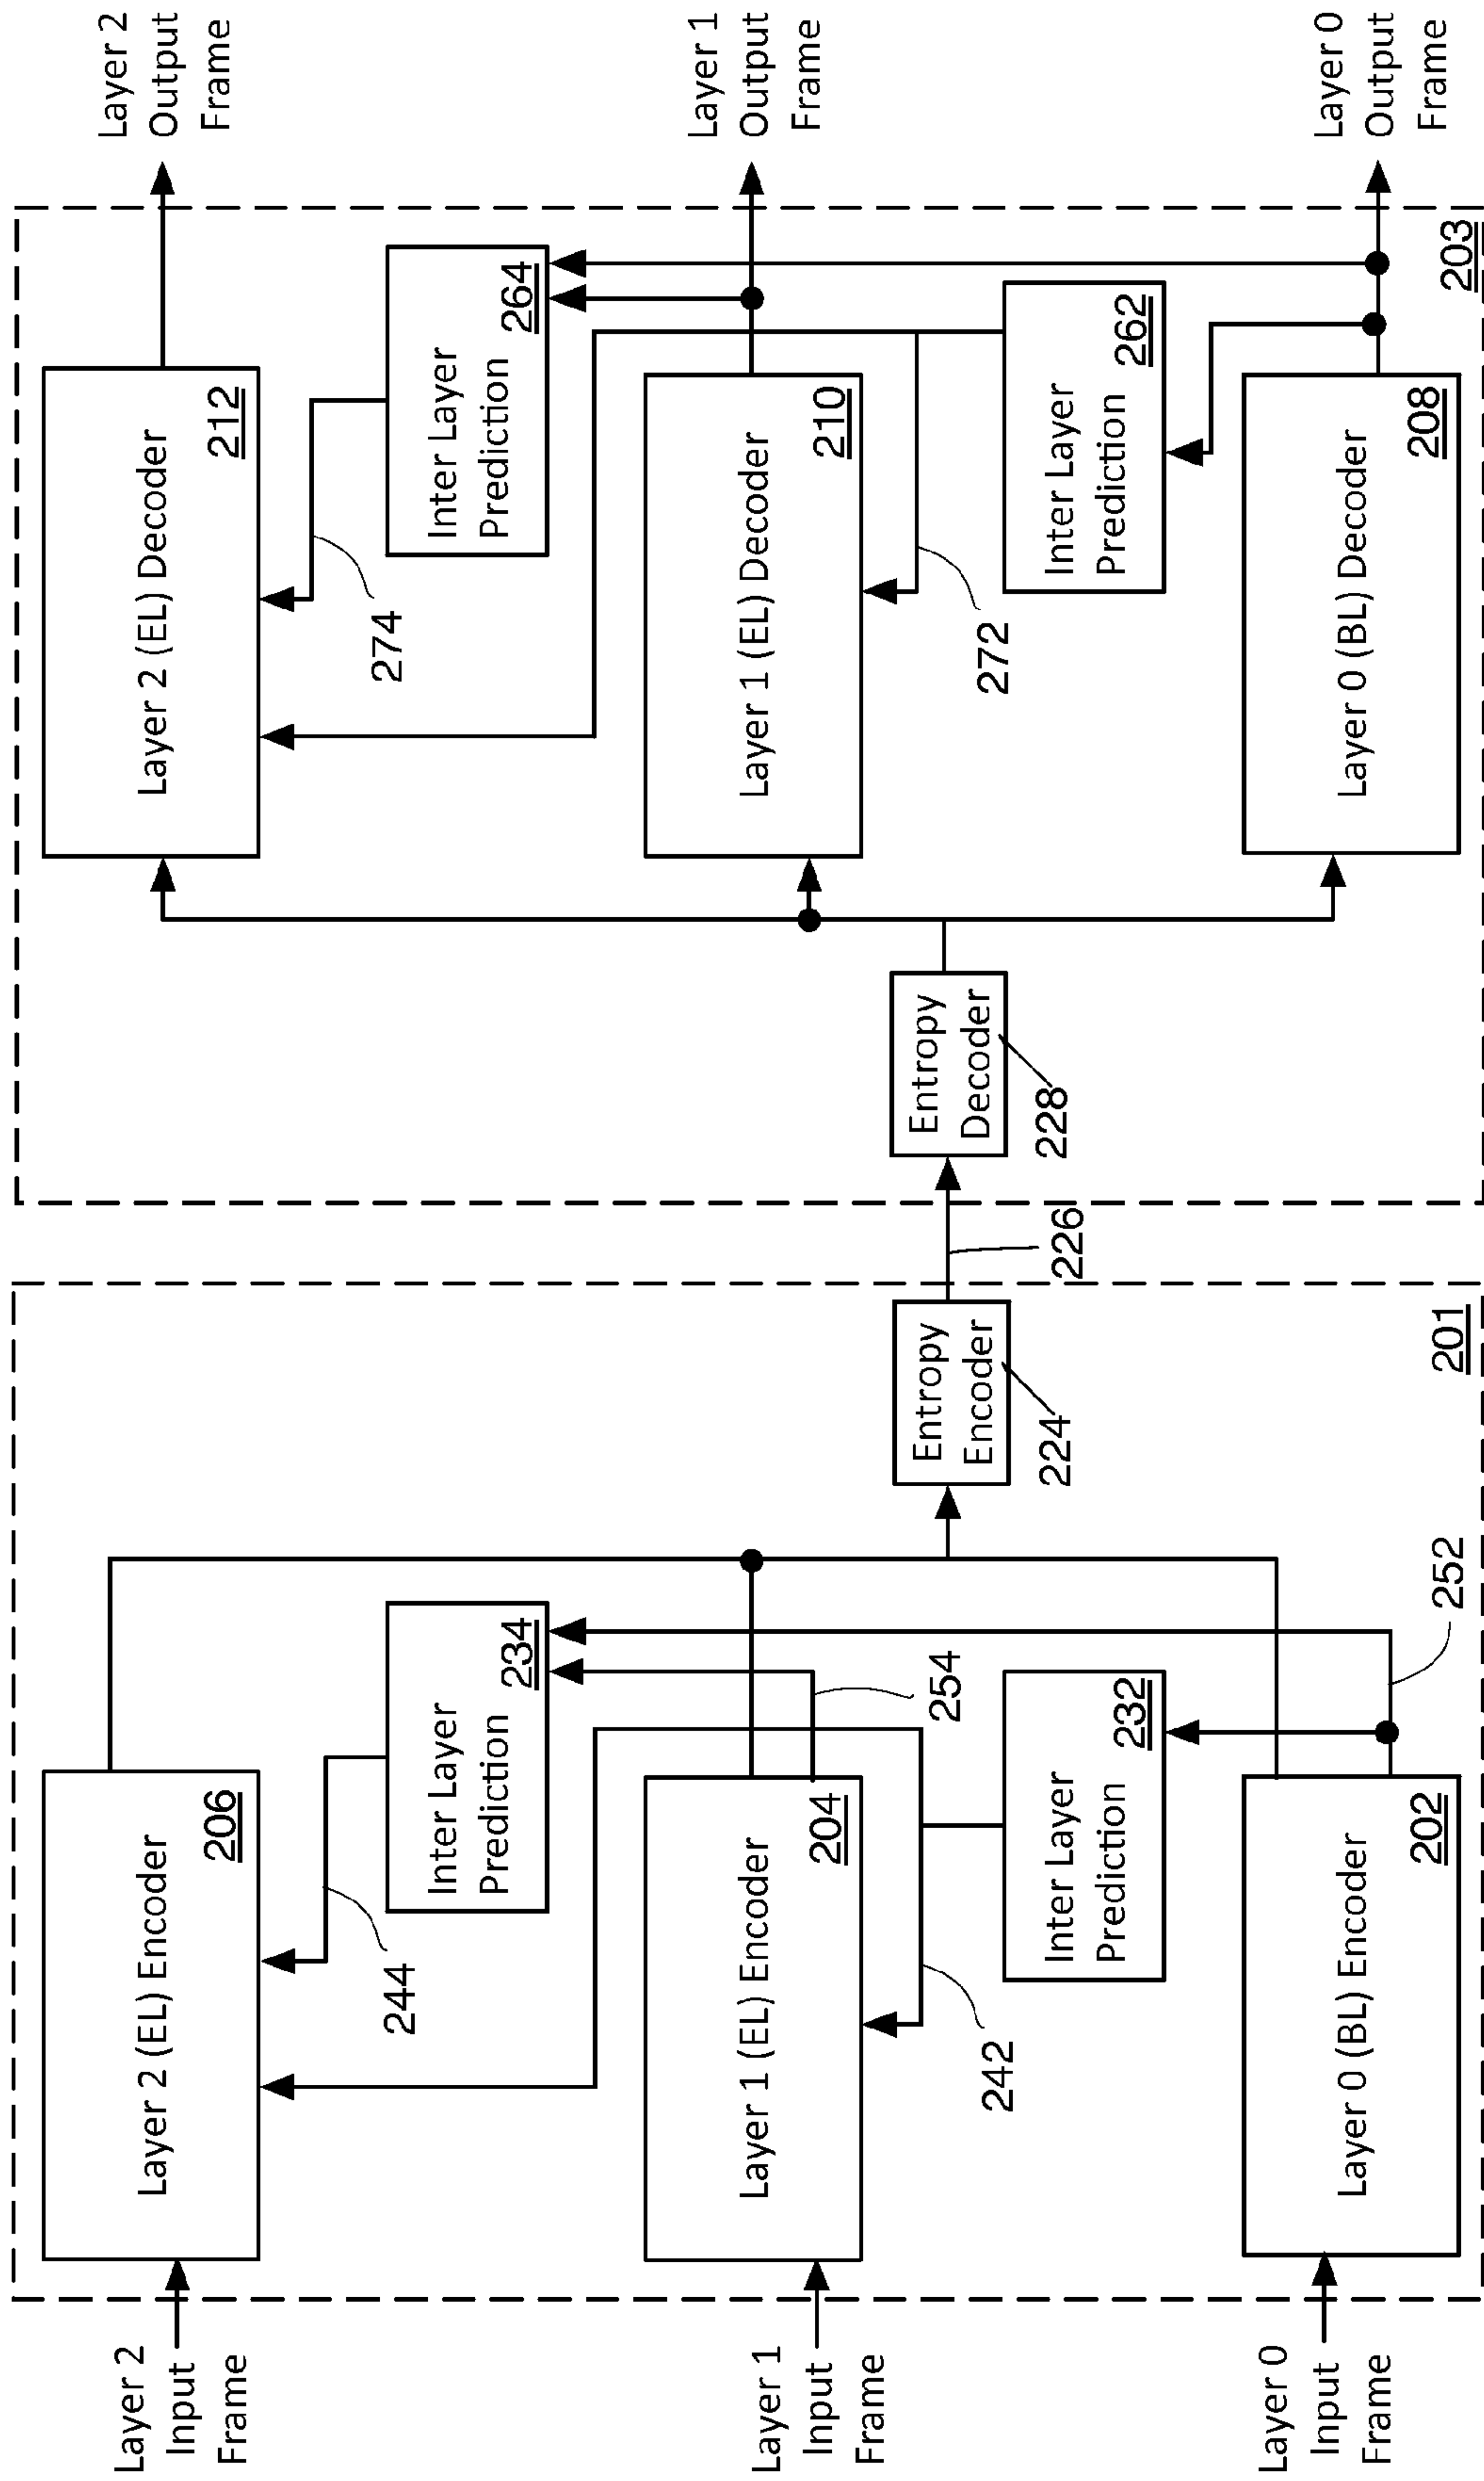 Layer 2
Input
Frame
Layer 2 (EL) Encoder
206
244
Inter Layer
Prediction
234
Layer 1
Input
Frame
Layer 1 (EL) Encoder
204
254
242
Inter Layer
Prediction
232
Layer 0
Input
Frame
Layer 0 (BL) Encoder
202
252
201
Entropy
Encoder
224
226
Entropy
Decoder
228
Layer 2 (EL) Decoder
212
Layer 2
Output
Frame
274
Inter Layer
Prediction
264
Layer 1 (EL) Decoder
210
Layer 1
Output
Frame
272
Inter Layer
Prediction
262
Layer 0 (BL) Decoder
208
Layer 0
Output
Frame
203